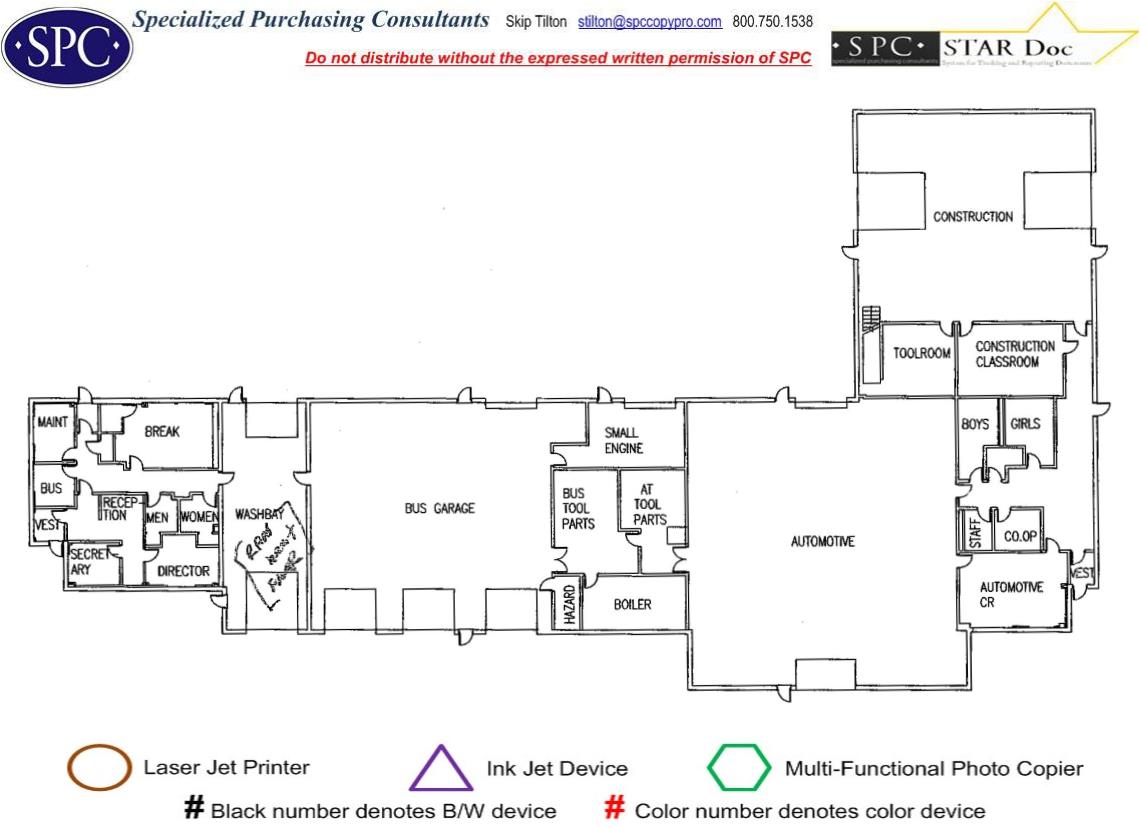 SPC
Specialized Purchasing Consultants Skip Tilton stilton@spccopypro.com 800.750.1538
Do not distribute without the expressed written permission of SPC
·SPC· STAR Doc
specialized purchasing consultants System for Tracking and Reporting Documents
CONSTRUCTION
TOOLROOM
CONSTRUCTION
CLASSROOM
MAINT
BREAK
SMALL
ENGINE
BOYS
GIRLS
BUS
RECEP-
TION
MEN
WOMEN
VEST
WASHBAY
BUS GARAGE
BUS
TOOL
PARTS
AT
TOOL
PARTS
AUTOMOTIVE
STAFF
CO.OP
SECRET
ARY
DIRECTOR
HAZARD
BOILER
AUTOMOTIVE
CR
VEST
Laser Jet Printer
Ink Jet Device
Multi-Functional Photo Copier
# Black number denotes B/W device
# Color number denotes color device